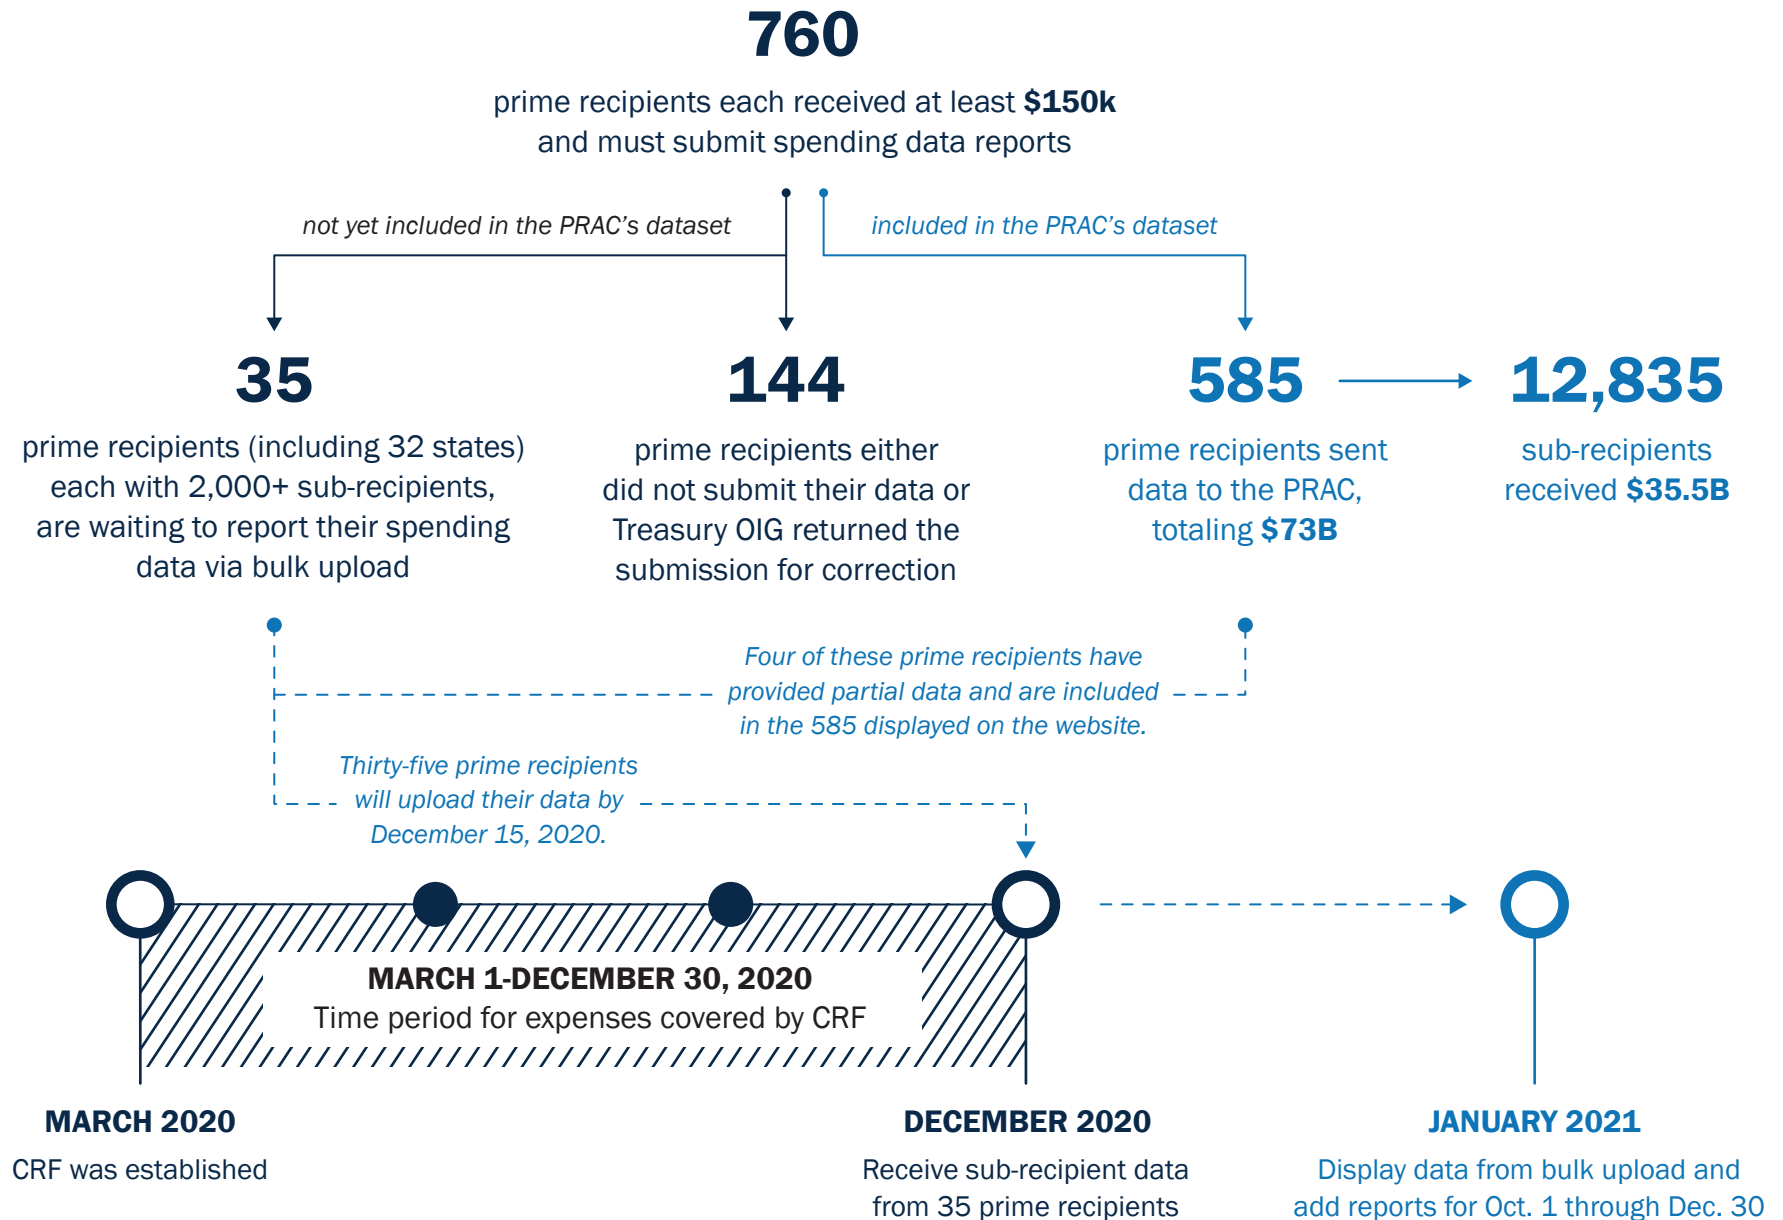 760
prime recipients each received at least $150k
and must submit spending data reports
not yet included in the PRAC's dataset
included in the PRAC's dataset
35
prime recipients (including 32 states)
each with 2,000+ sub-recipients,
are waiting to report their spending
data via bulk upload
144
prime recipients either
did not submit their data or
Treasury OIG returned the
submission for correction
585
prime recipients sent
data to the PRAC,
totaling $73B
12,835
sub-recipients
received $35.5B
Four of these prime recipients have
provided partial data and are included
in the 585 displayed on the website.
Thirty-five prime recipients
will upload their data by
December 15, 2020.
MARCH 1-DECEMBER 30, 2020
Time period for expenses covered by CRF
MARCH 2020
CRF was established
DECEMBER 2020
Receive sub-recipient data
from 35 prime recipients
JANUARY 2021
Display data from bulk upload and
add reports for Oct. 1 through Dec. 30